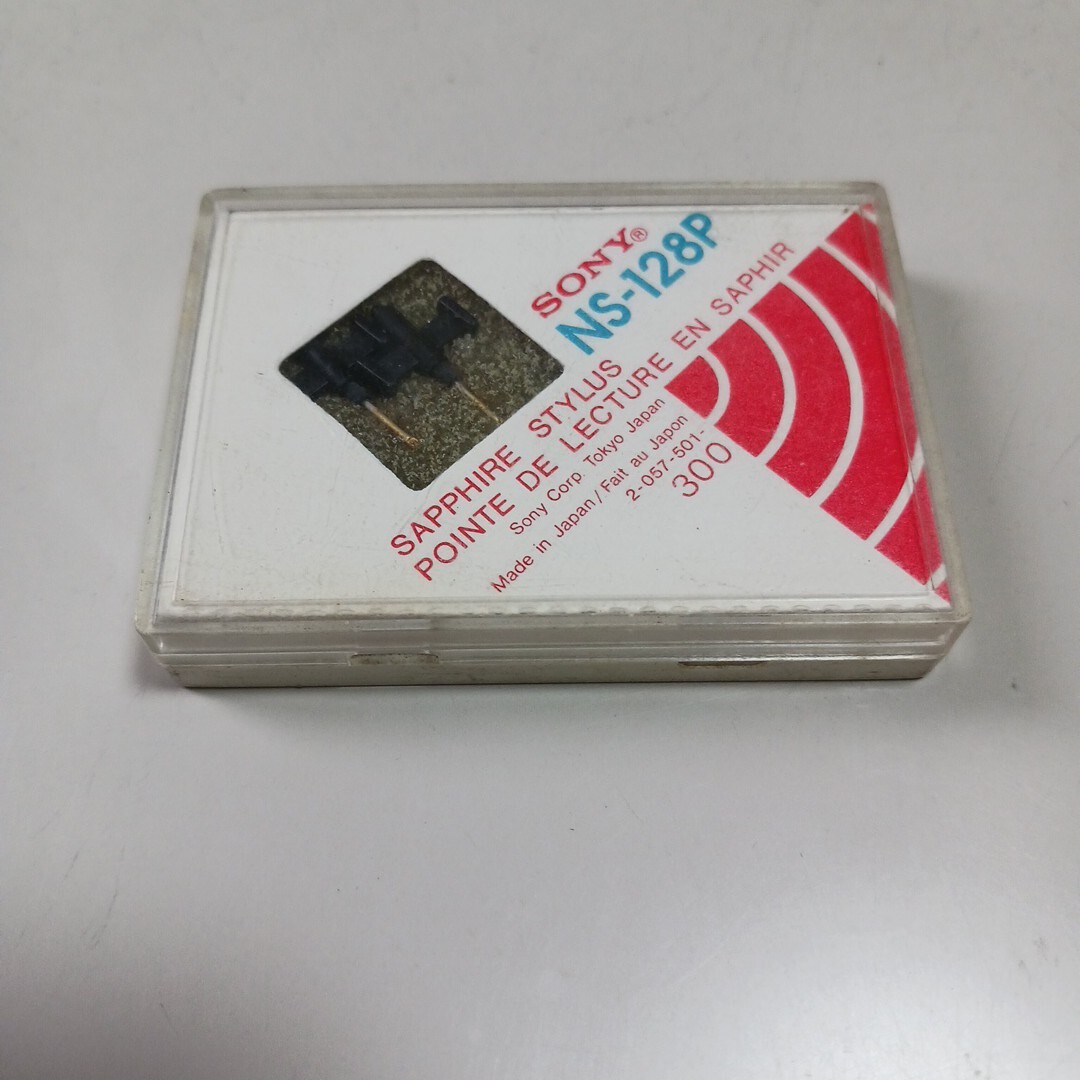 SONY®
NS-128P
SAPPHIRE STYLUS
POINTE DE LECTURE EN SAPHIR
Sony Corp. Tokyo Japan
Made in Japan/Fait au Japon
2-057-501-
300